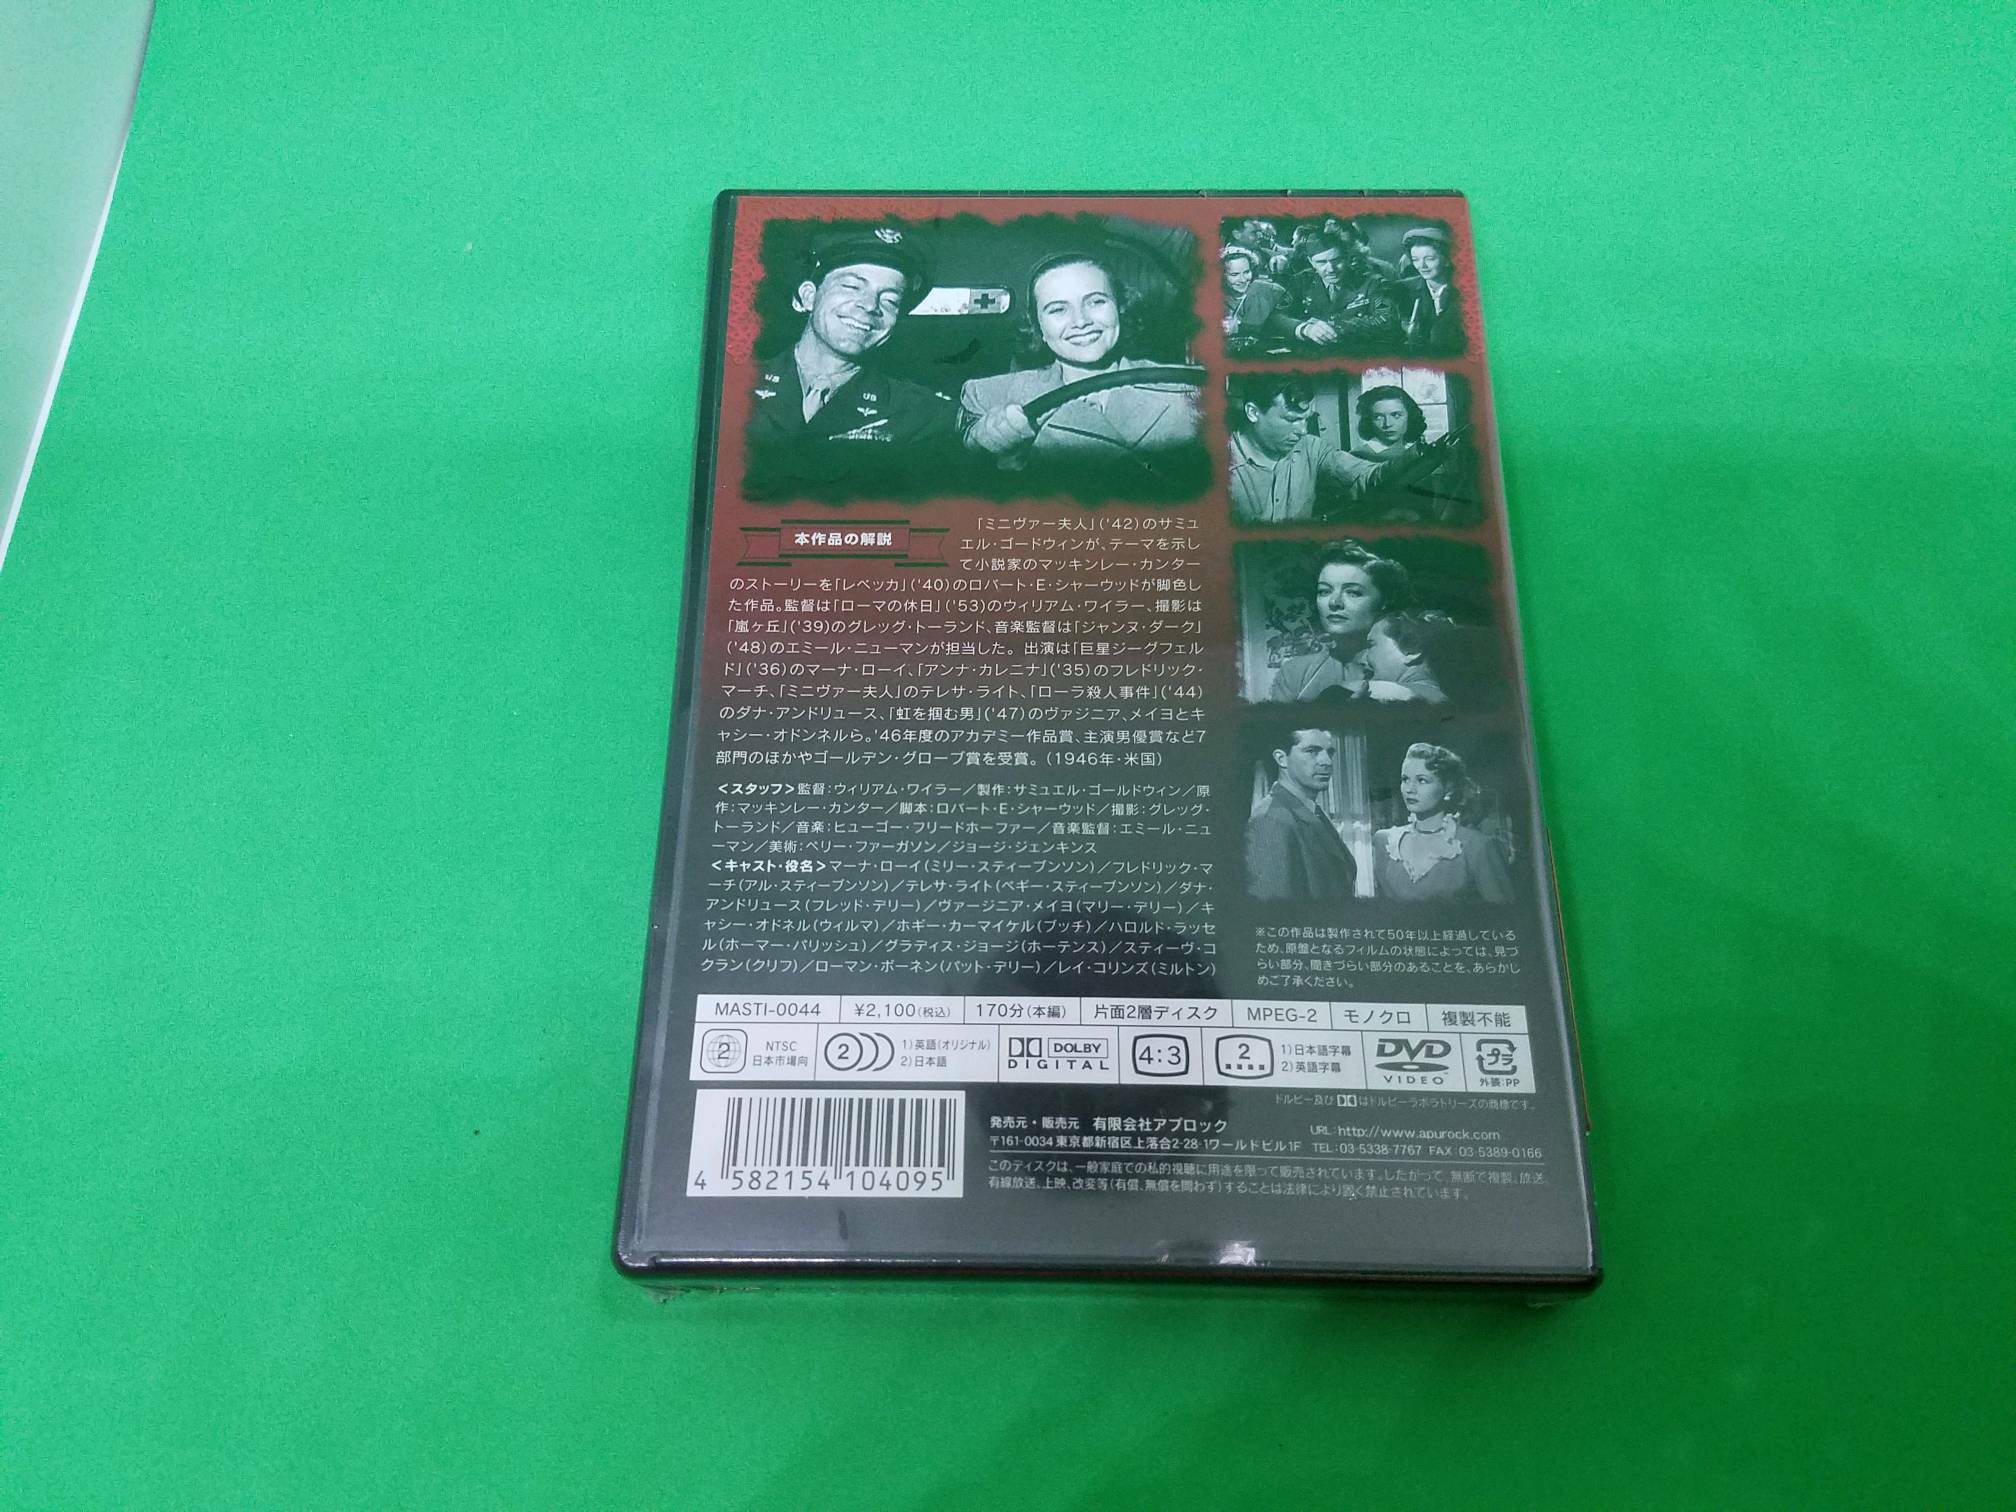 本作品の解説
「ミニヴァー夫人」('42)のサミュ
エル・ゴードウィンが、テーマを示し
て小説家のマッキンレー・カンター
のストーリーを「レベッカ」('40)のロバート・E・シャーウッドが脚色し
た作品。監督は「ローマの休日」('53)のウィリアム・ワイラー、撮影は
「嵐ヶ丘」('39)のグレッグ・トーランド、音楽監督は「ジャンヌ・ダーク」
('48)のエミール・ニューマンが担当した。出演は「巨星ジーグフェル
ド」('36)のマーナ・ローイ、「アンナ・カレニナ」('35)のフレドリック・
マーチ、「ミニヴァー夫人」のテレサ・ライト、「ローラ殺人事件」('44)
のダナ・アンドリュース、「虹を掴む男」('47)のヴァジニア、メイヨとキ
ャシー・オドンネルら。'46年度のアカデミー作品賞、主演男優賞など7
部門のほかやゴールデン・グローブ賞を受賞。(1946年・米国)
<スタッフ>監督:ウィリアム・ワイラー/製作:サミュエル・ゴールドウィン/原
作:マッキンレー・カンター/脚本:ロバート・E・シャーウッド/撮影:グレッグ・
トーランド/音楽:ヒューゴー・フリードホーファー/音楽監督:エミール・ニュ
ーマン/美術:ペリー・ファーガソン/ジョージ・ジェンキンス
<キャスト・役名>マーナ・ローイ(ミリー・スティーブンソン)/フレドリック・マ
ーチ(アル・スティーブンソン)/テレサ・ライト(ペギー・スティーブンソン)/ダナ・
アンドリュース(フレッド・デリー)/ヴァージニア・メイヨ(マリー・デリー)/キ
ャシー・オドネル(ウィルマ)/ホギー・カーマイケル(ブッチ)/ハロルド・ラッセ
ル(ホーマー・パリッシュ)/グラディス・ジョージ(ホーテンス)/スティーヴ・コ
クラン(クリフ)/ローマン・ボーネン(パット・デリー)/レイ・コリンズ(ミルトン)
※この作品は製作されて50年以上経過している
ため、原盤となるフィルムの状態によっては、見づ
らい部分、聞きづらい部分のあることを、あらかじ
めご了承ください。
MASTI-0044 ¥2,100(税込) 170分(本編) 片面2層ディスク MPEG-2 モノクロ 複製不能
2 NTSC 日本市場向 2 1)英語(オリジナル) 2)日本語 DOLBY DIGITAL 4:3 2 1)日本語字幕 2)英語字幕 DVD VIDEO プラ 外装:PP
ドルビー及びはドルビーラボラトリーズの商標です。
4 582154 104095
発売元・販売元 有限会社アプロック
URL:http://www.apurock.com
〒161-0034 東京都新宿区上落合2-28-1ワールドビル1F TEL:03-5338-7767 FAX:03-5389-0166
このディスクは、一般家庭での私的視聴に用途を限って販売されています。したがって、無断で複製、放送、
有線放送、上映、改変等(有償、無償を問わず)することは法律により固く禁止されています。